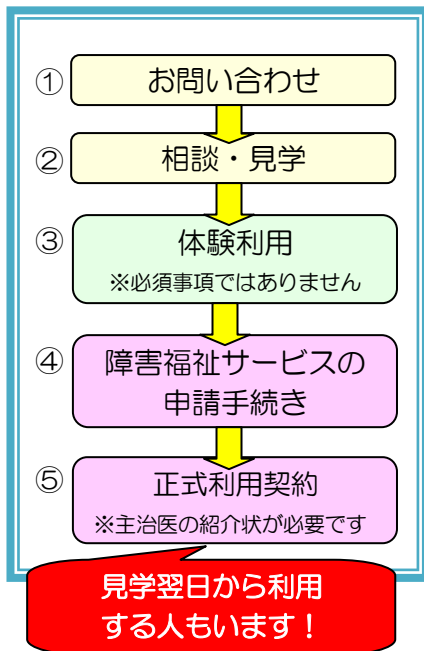 ① お問い合わせ
② 相談・見学
③ 体験利用
※必須事項ではありません
④ 障害福祉サービスの
申請手続き
⑤ 正式利用契約
※主治医の紹介状が必要です
見学翌日から利用
する人もいます！